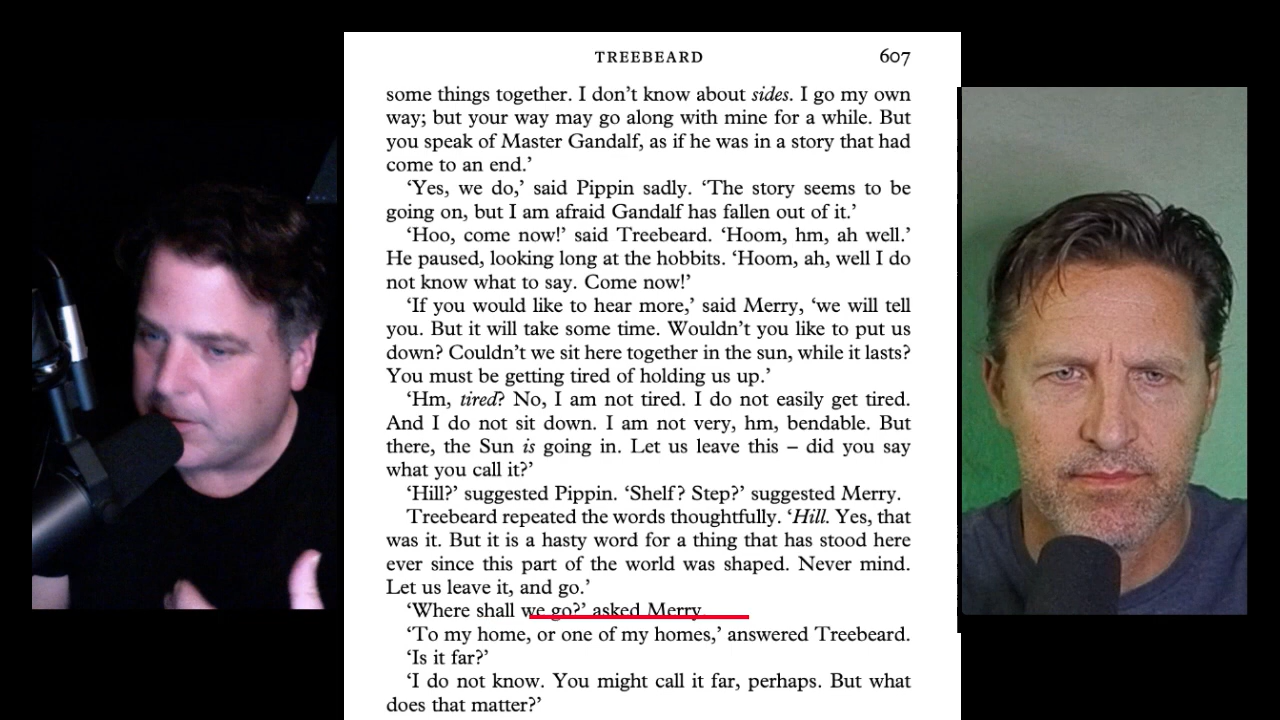 TREEBEARD 607
some things together. I don’t know about sides. I go my own
way; but your way may go along with mine for a while. But
you speak of Master Gandalf, as if he was in a story that had
come to an end.’
‘Yes, we do,’ said Pippin sadly. ‘The story seems to be
going on, but I am afraid Gandalf has fallen out of it.’
‘Hoo, come now!’ said Treebeard. ‘Hoom, hm, ah well.’
He paused, looking long at the hobbits. ‘Hoom, ah, well I do
not know what to say. Come now!’
‘If you would like to hear more,’ said Merry, ‘we will tell
you. But it will take some time. Wouldn’t you like to put us
down? Couldn’t we sit here together in the sun, while it lasts?
You must be getting tired of holding us up.’
‘Hm, tired? No, I am not tired. I do not easily get tired.
And I do not sit down. I am not very, hm, bendable. But
there, the Sun is going in. Let us leave this – did you say
what you call it?’
‘Hill?’ suggested Pippin. ‘Shelf? Step?’ suggested Merry.
Treebeard repeated the words thoughtfully. ‘Hill. Yes, that
was it. But it is a hasty word for a thing that has stood here
ever since this part of the world was shaped. Never mind.
Let us leave it, and go.’
‘Where shall we go?’ asked Merry.
‘To my home, or one of my homes,’ answered Treebeard.
‘Is it far?’
‘I do not know. You might call it far, perhaps. But what
does that matter?’